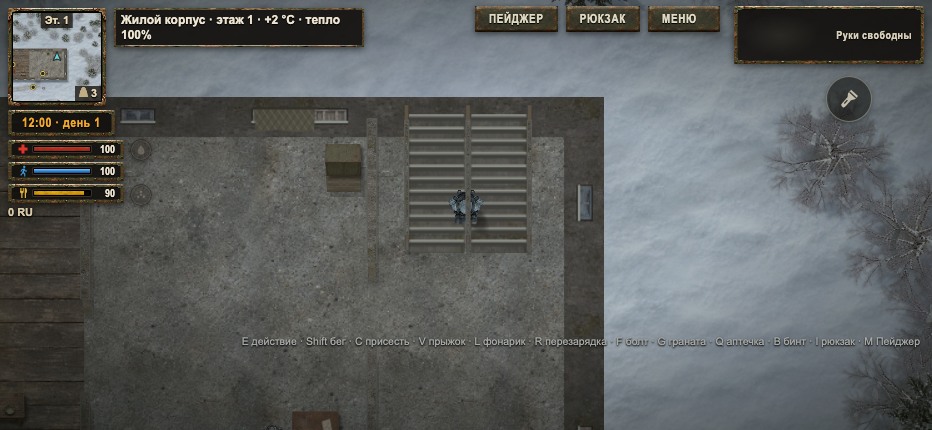 Эт. 1
3
Жилой корпус · этаж 1 · +2 °C · тепло
100%
ПЕЙДЖЕР
РЮКЗАК
МЕНЮ
Руки свободны
12:00 · день 1
100
100
90
0 RU
E действие · Shift бег · C присесть · V прыжок · L фонарик · R перезарядка · F болт · G граната · Q аптечка · B бинт · I рюкзак · M Пейджер